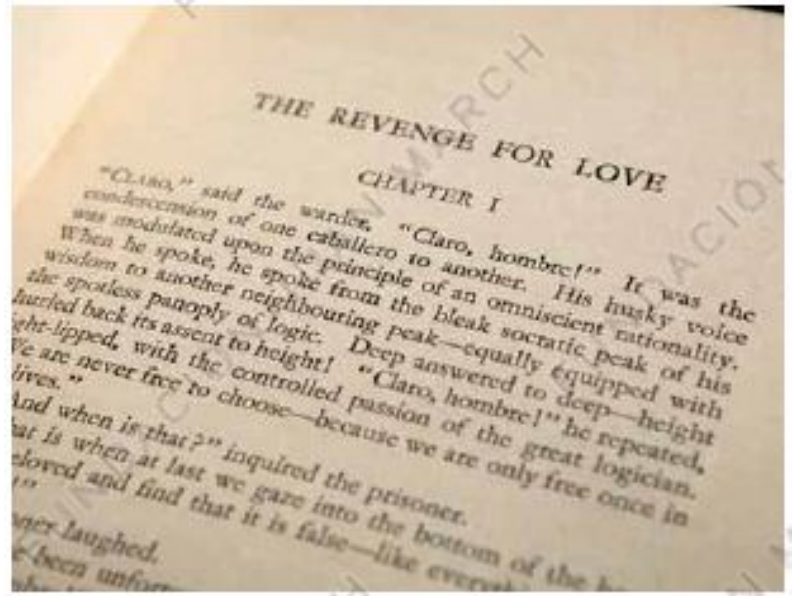 THE REVENGE FOR LOVE
CHAPTER I
"CLARO," said the warder. "Claro, hombre!" It was the
condescension of one caballero to another. His husky voice
was modulated upon the principle of an omniscient rationality.
When he spoke, he spoke from the bleak socratic peak of his
wisdom to another neighbouring peak—equally equipped with
the spotless panoply of logic. Deep answered to deep—height
hurled back its assent to height! "Claro, hombre!" he repeated,
ght-lipped, with the controlled passion of the great logician.
We are never free to choose—because we are only free once in
lives."
And when is that?" inquired the prisoner.
hat is when at last we gaze into the bottom of the
eloved and find that it is false—like
!"
oner laughed.
been